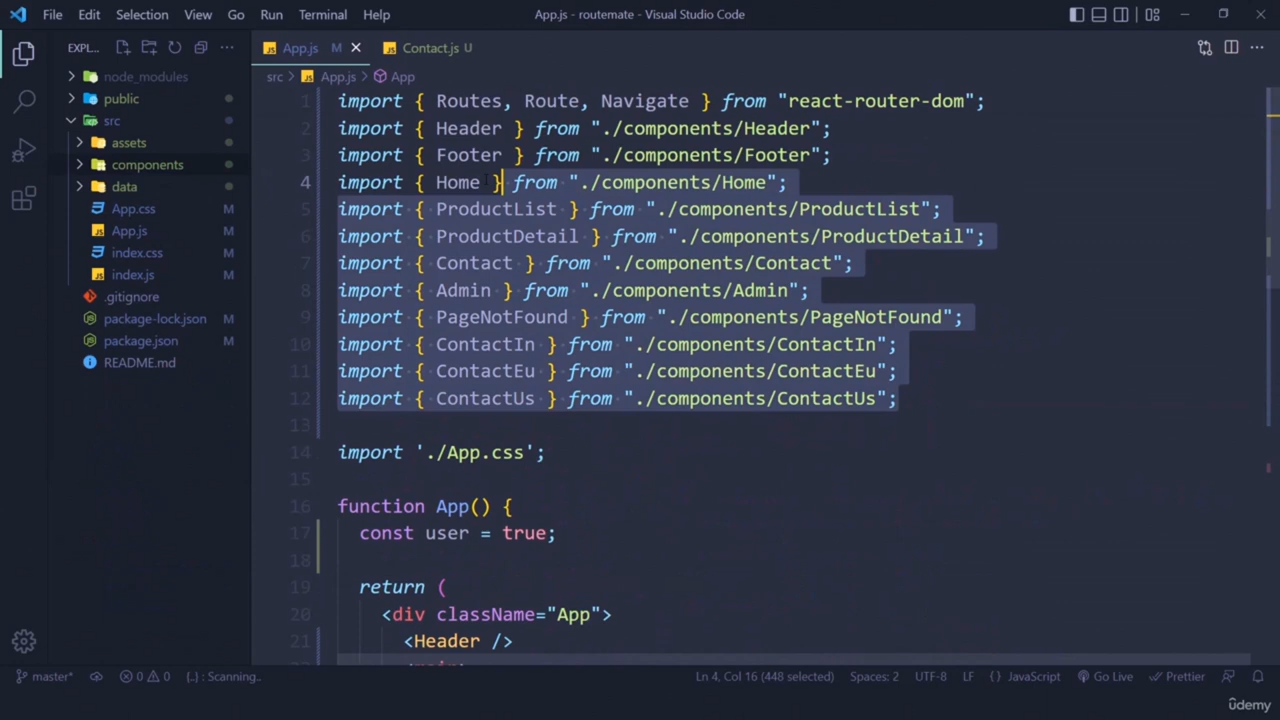 File Edit Selection View Go Run Terminal Help App.js - routemate - Visual Studio Code
EXPL...
App.js M
Contact.js U
src > App.js > App
node_modules
public
src
assets
components
data
App.css M
App.js M
index.css M
index.js M
.gitignore
package-lock.json M
package.json M
README.md
1 import { Routes, Route, Navigate } from "react-router-dom";
2 import { Header } from "./components/Header";
3 import { Footer } from "./components/Footer";
4 import { Home } from "./components/Home";
5 import { ProductList } from "./components/ProductList";
6 import { ProductDetail } from "./components/ProductDetail";
7 import { Contact } from "./components/Contact";
8 import { Admin } from "./components/Admin";
9 import { PageNotFound } from "./components/PageNotFound";
10 import { ContactIn } from "./components/ContactIn";
11 import { ContactEu } from "./components/ContactEu";
12 import { ContactUs } from "./components/ContactUs";
13
14 import './App.css';
15
16 function App() {
17 const user = true;
18
19 return (
20 <div className="App">
21 <Header />
master* 0 0 {..} : Scanning.. Ln 4, Col 16 (448 selected) Spaces: 2 UTF-8 LF {} JavaScript Go Live Prettier
ûdemy